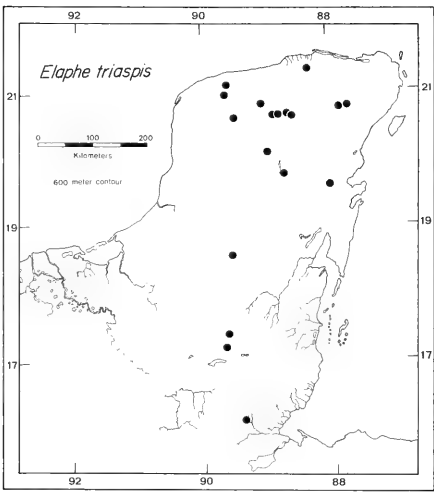 92 90 88
Elaphe triaspis
21 21
0 100 200
Kilometers
600 meter contour
19 19
17 17
92 90 88